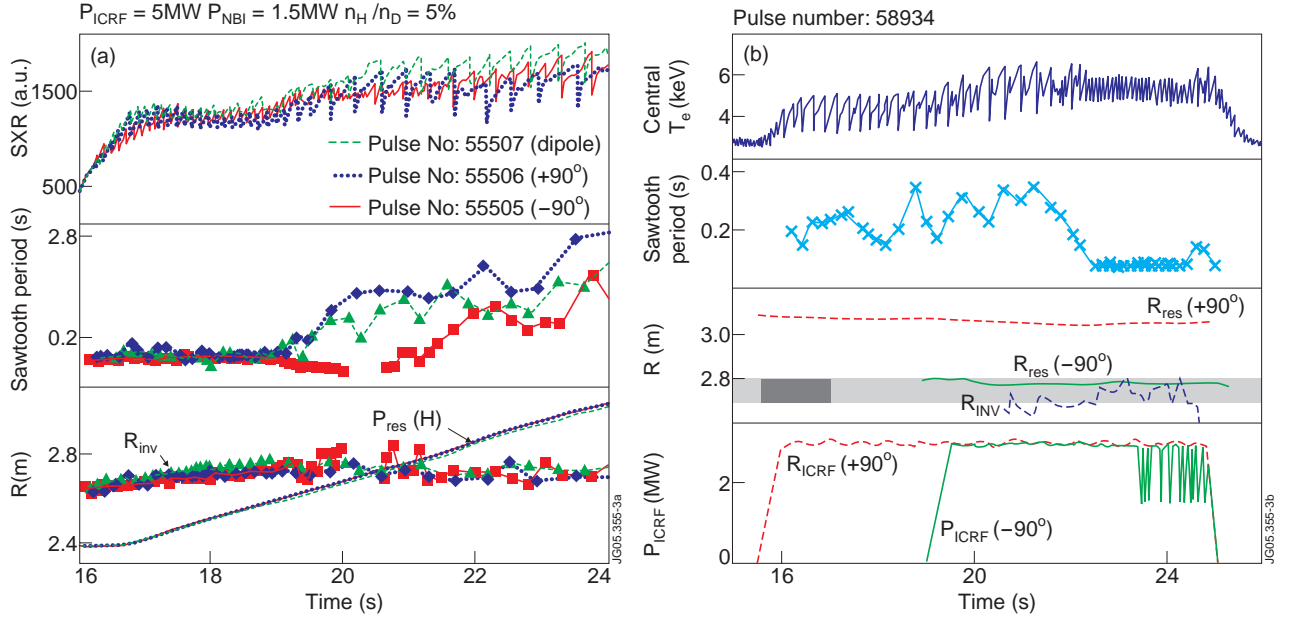 P_ICRF = 5MW P_NBI = 1.5MW n_H /n_D = 5%
(a)
SXR (a.u.)
1500
500
Pulse No: 55507 (dipole)
Pulse No: 55506 (+90°)
Pulse No: 55505 (−90°)
Sawtooth period (s)
2.8
0.2
R(m)
2.8
2.4
R_inv
P_res (H)
16
18
20
22
24
Time (s)
JG05.355-3a
Pulse number: 58934
(b)
Central
T_e (keV)
6
4
Sawtooth
period (s)
0.4
0.2
R (m)
3.0
2.8
R_res (+90°)
R_res (−90°)
R_INV
P_ICRF (MW)
2
0
R_ICRF (+90°)
P_ICRF (−90°)
16
20
24
Time (s)
JG05.355-3b